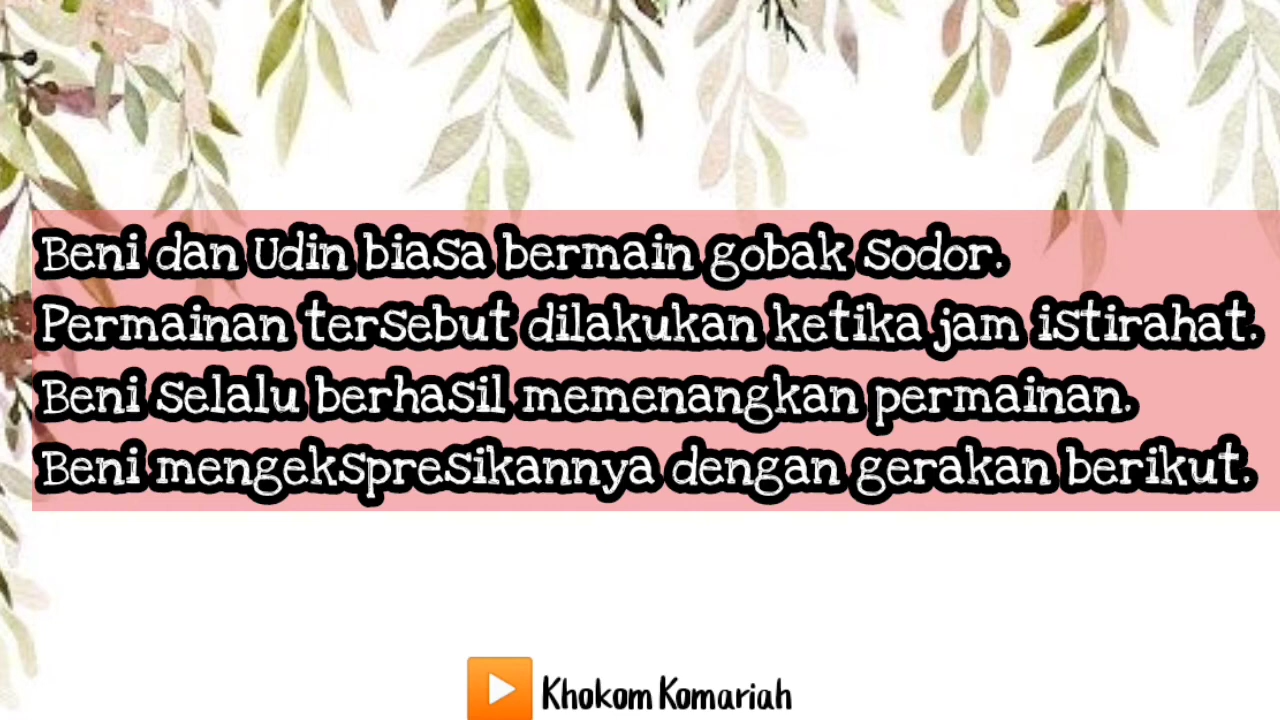 Beni dan Udin biasa bermain gobak sodor.
Permainan tersebut dilakukan ketika jam istirahat.
Beni selalu berhasil memenangkan permainan.
Beni mengekspresikannya dengan gerakan berikut.
Khokom Komariah